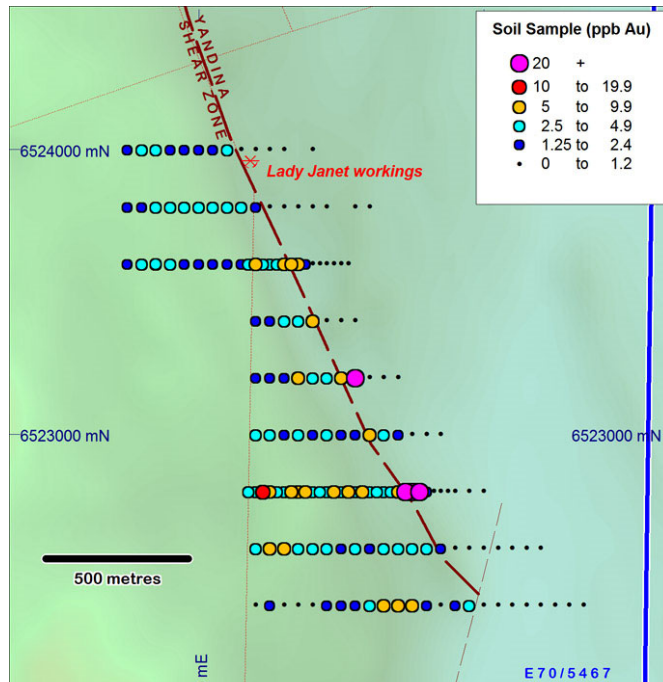 Soil Sample (ppb Au)
20 +
10 to 19.9
5 to 9.9
2.5 to 4.9
1.25 to 2.4
0 to 1.2
YANDINA
SHEAR ZONE
6524000 mN
Lady Janet workings
6523000 mN
6523000 mN
500 metres
mE
E70/5467